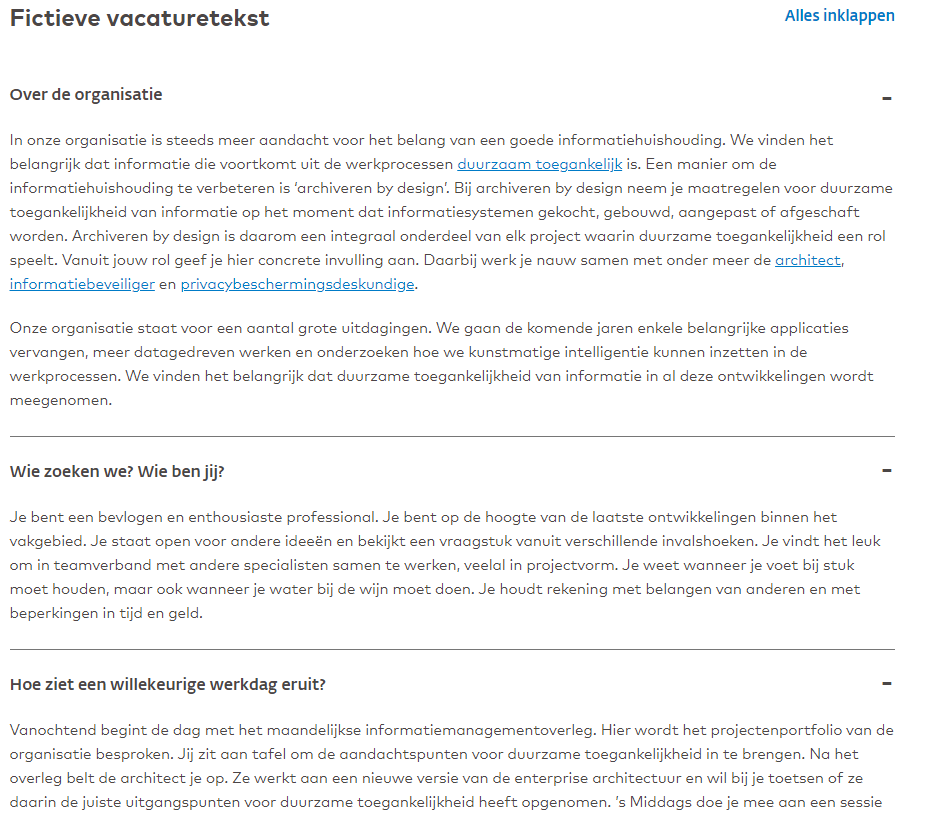 Fictieve vacaturetekst
Alles inklappen
Over de organisatie
In onze organisatie is steeds meer aandacht voor het belang van een goede informatiehuishouding. We vinden het
belangrijk dat informatie die voortkomt uit de werkprocessen duurzaam toegankelijk is. Een manier om de
informatiehuishouding te verbeteren is 'archiveren by design'. Bij archiveren by design neem je maatregelen voor duurzame
toegankelijkheid van informatie op het moment dat informatiesystemen gekocht, gebouwd, aangepast of afgeschaft
worden. Archiveren by design is daarom een integraal onderdeel van elk project waarin duurzame toegankelijkheid een rol
speelt. Vanuit jouw rol geef je hier concrete invulling aan. Daarbij werk je nauw samen met onder meer de architect,
informatiebeveiliger en privacybeschermingsdeskundige.
Onze organisatie staat voor een aantal grote uitdagingen. We gaan de komende jaren enkele belangrijke applicaties
vervangen, meer datagedreven werken en onderzoeken hoe we kunstmatige intelligentie kunnen inzetten in de
werkprocessen. We vinden het belangrijk dat duurzame toegankelijkheid van informatie in al deze ontwikkelingen wordt
meegenomen.
Wie zoeken we? Wie ben jij?
Je bent een bevlogen en enthousiaste professional. Je bent op de hoogte van de laatste ontwikkelingen binnen het
vakgebied. Je staat open voor andere ideeën en bekijkt een vraagstuk vanuit verschillende invalshoeken. Je vindt het leuk
om in teamverband met andere specialisten samen te werken, veelal in projectvorm. Je weet wanneer je voet bij stuk
moet houden, maar ook wanneer je water bij de wijn moet doen. Je houdt rekening met belangen van anderen en met
beperkingen in tijd en geld.
Hoe ziet een willekeurige werkdag eruit?
Vanochtend begint de dag met het maandelijkse informatiemanagementoverleg. Hier wordt het projectenportfolio van de
organisatie besproken. Jij zit aan tafel om de aandachtspunten voor duurzame toegankelijkheid in te brengen. Na het
overleg belt de architect je op. Ze werkt aan een nieuwe versie van de enterprise architectuur en wil bij je toetsen of ze
daarin de juiste uitgangspunten voor duurzame toegankelijkheid heeft opgenomen. 's Middags doe je mee aan een sessie